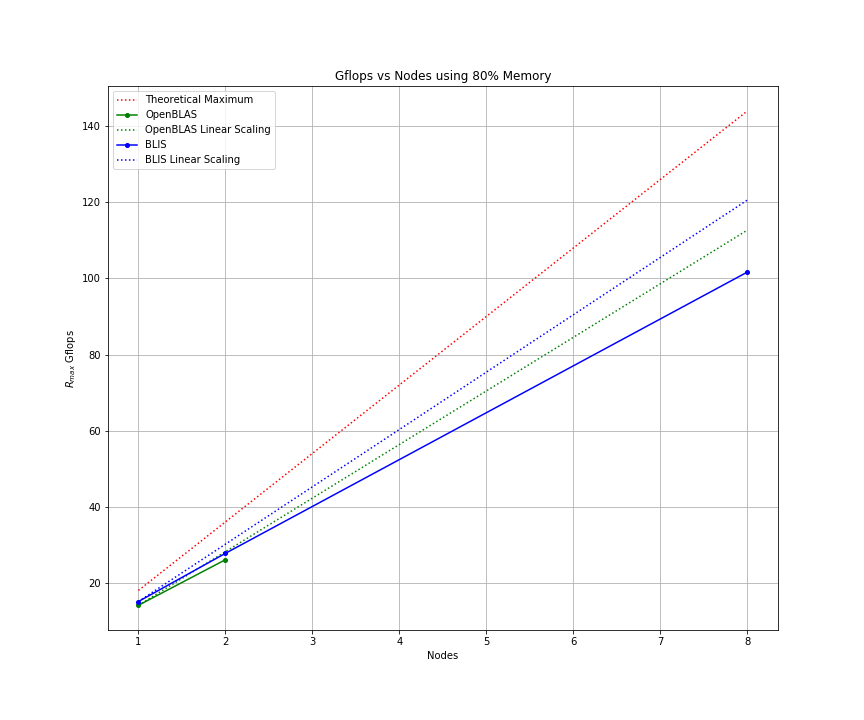 Gflops vs Nodes using 80% Memory
Theoretical Maximum
OpenBLAS
OpenBLAS Linear Scaling
BLIS
BLIS Linear Scaling
140
120
100
80
60
40
20
R_max Gflops
1 2 3 4 5 6 7 8
Nodes